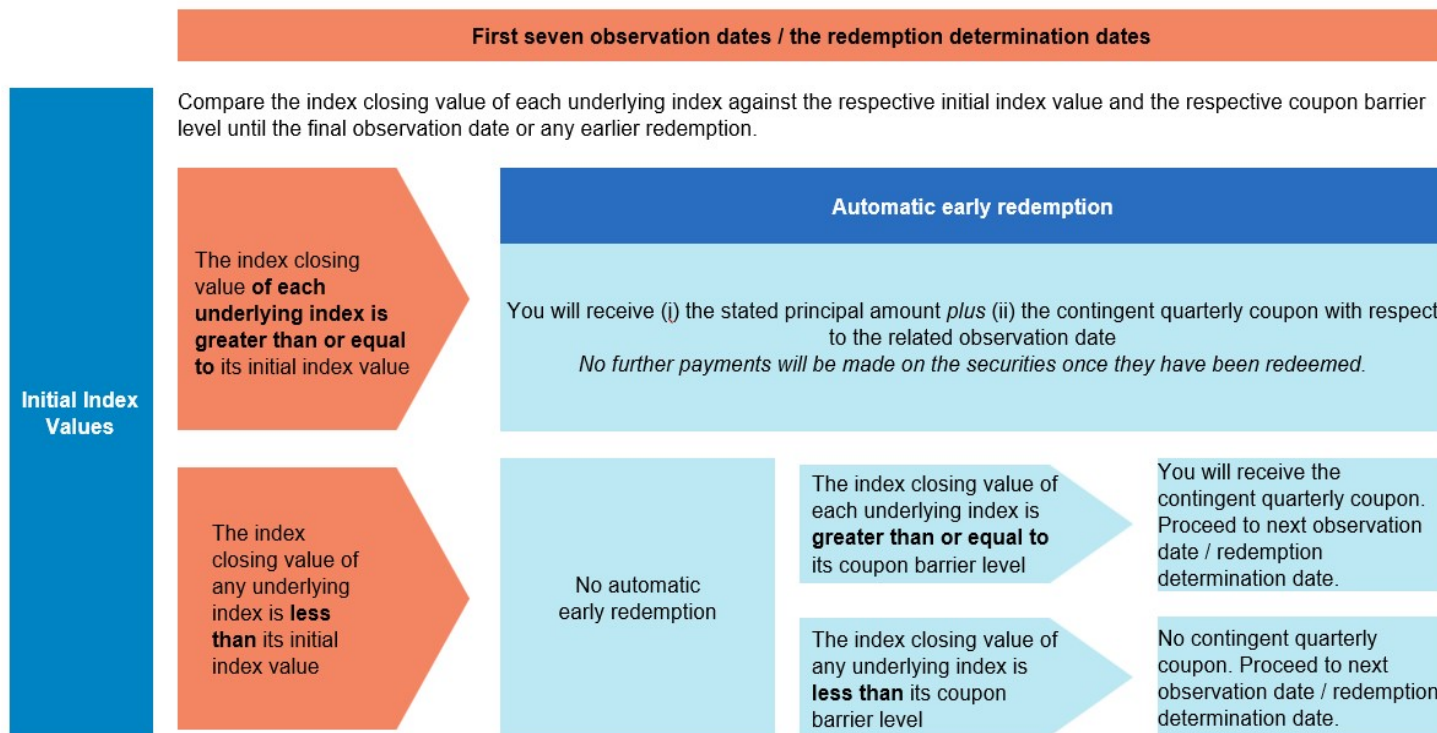 First seven observation dates / the redemption determination dates
Compare the index closing value of each underlying index against the respective initial index value and the respective coupon barrier
level until the final observation date or any earlier redemption.
Initial Index
Values
The index closing
value of each
underlying index is
greater than or equal
to its initial index value
Automatic early redemption
You will receive (i) the stated principal amount plus (ii) the contingent quarterly coupon with respect
to the related observation date
No further payments will be made on the securities once they have been redeemed.
The index
closing value of
any underlying
index is less
than its initial
index value
No automatic
early redemption
The index closing value of
each underlying index is
greater than or equal to
its coupon barrier level
You will receive the
contingent quarterly coupon.
Proceed to next observation
date / redemption
determination date.
The index closing value of
any underlying index is
less than its coupon
barrier level
No contingent quarterly
coupon. Proceed to next
observation date / redemption
determination date.